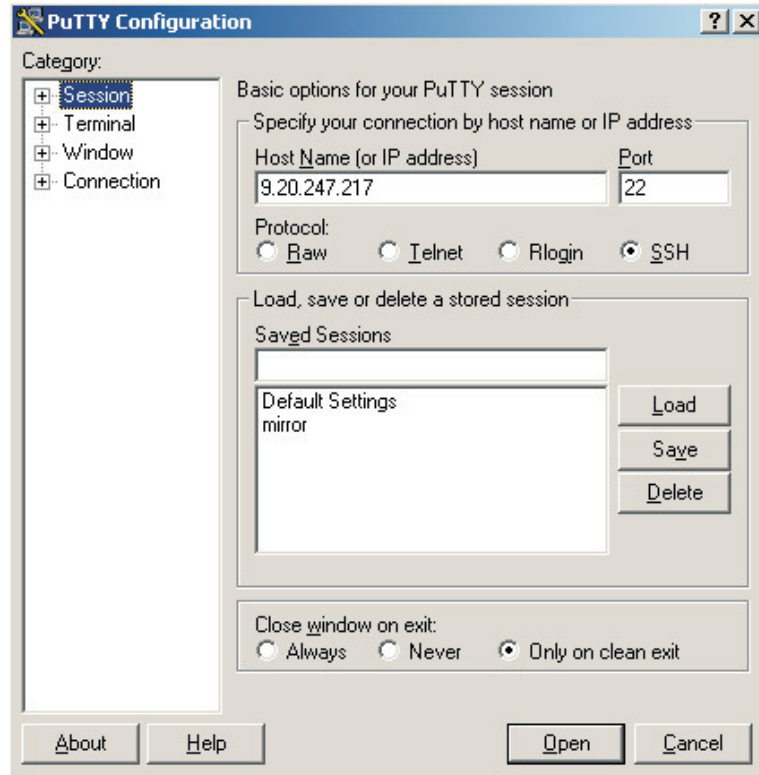 PuTTY Configuration
Category:
Session
Terminal
Window
Connection
Basic options for your PuTTY session
Specify your connection by host name or IP address
Host Name (or IP address) Port
9.20.247.217 22
Protocol:
Raw Telnet Rlogin SSH
Load, save or delete a stored session
Saved Sessions
Default Settings
mirror
Load
Save
Delete
Close window on exit:
Always Never Only on clean exit
About Help Open Cancel